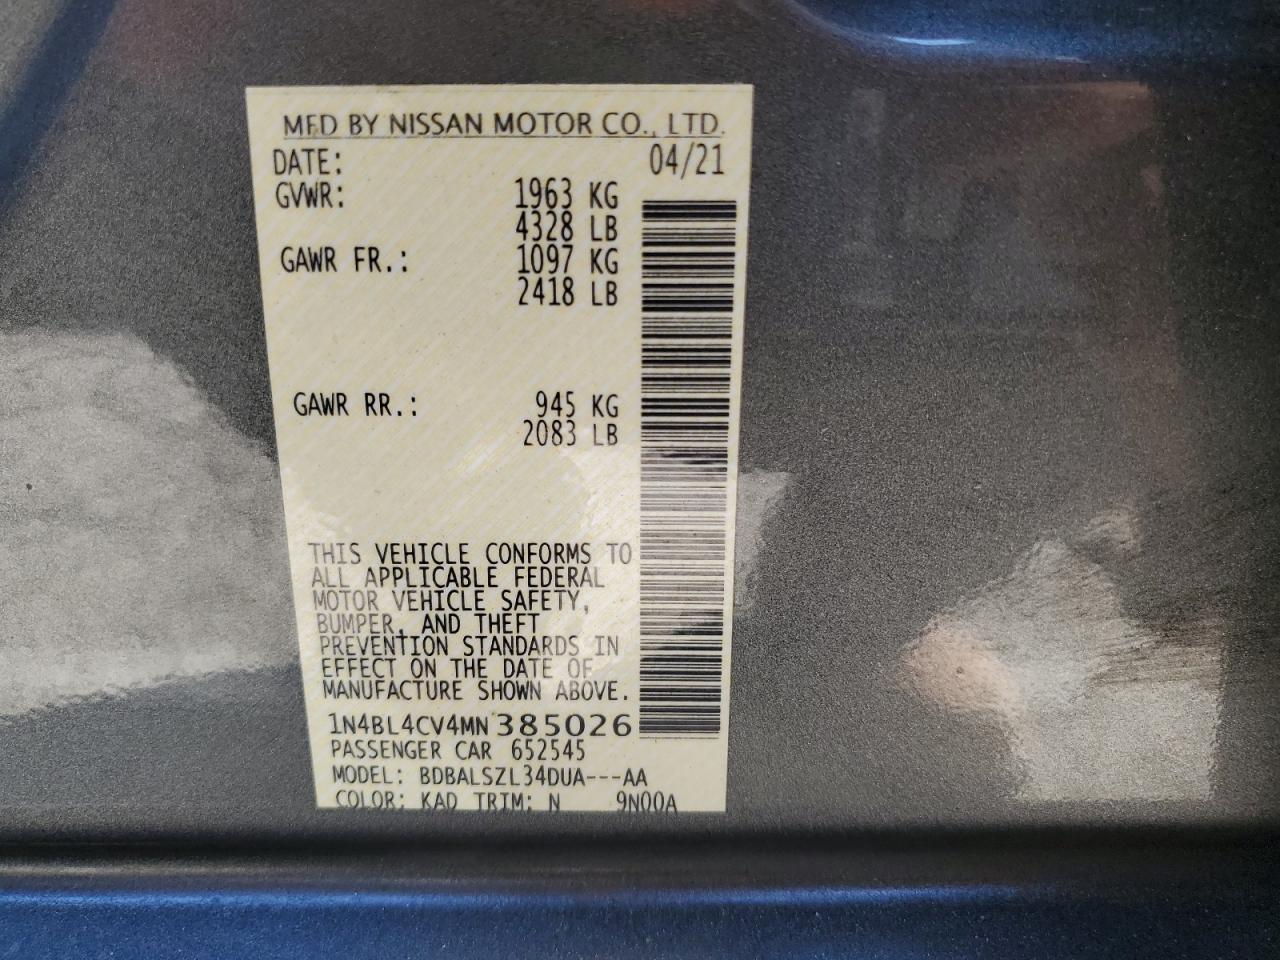 MFD BY NISSAN MOTOR CO., LTD.
DATE: 04/21
GVWR: 1963 KG
4328 LB
GAWR FR.: 1097 KG
2418 LB
GAWR RR.: 945 KG
2083 LB
THIS VEHICLE CONFORMS TO
ALL APPLICABLE FEDERAL
MOTOR VEHICLE SAFETY,
BUMPER, AND THEFT
PREVENTION STANDARDS IN
EFFECT ON THE DATE OF
MANUFACTURE SHOWN ABOVE.
1N4BL4CV4MN385026
PASSENGER CAR 652545
MODEL: BDBALSZL34DUA---AA
COLOR: KAD TRIM: N 9N00A